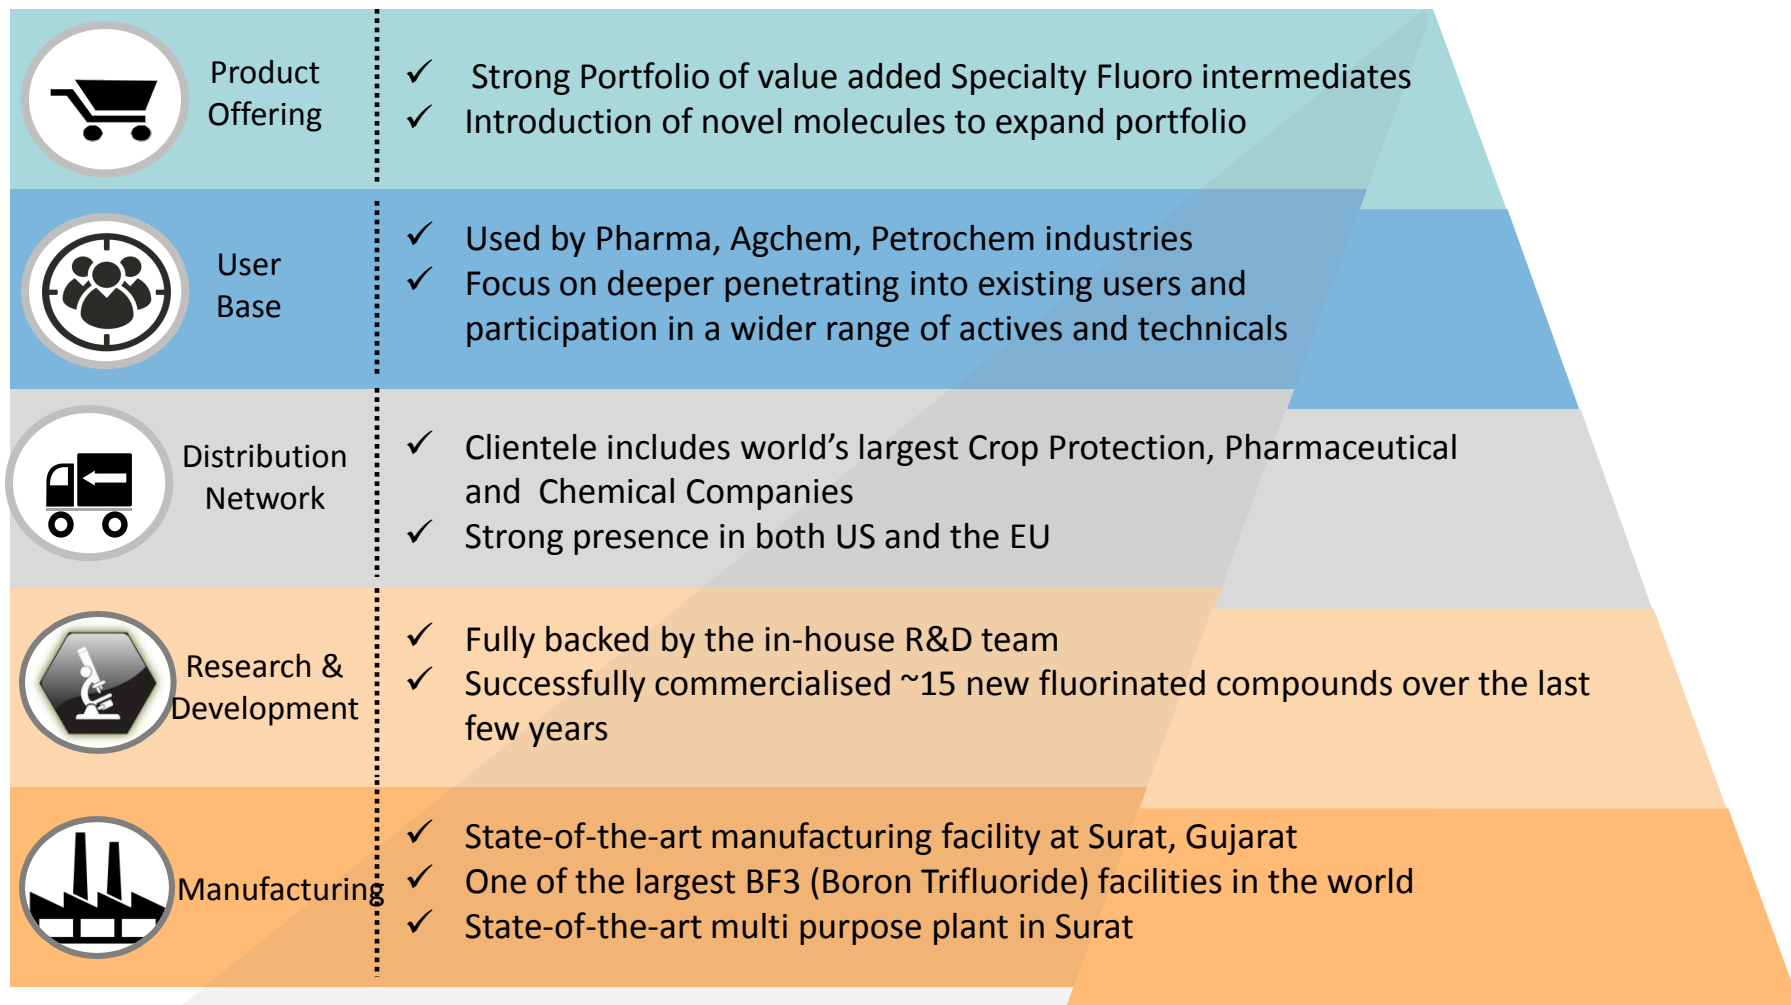 Product
Offering
✓ Strong Portfolio of value added Specialty Fluoro intermediates
✓ Introduction of novel molecules to expand portfolio
User
Base
✓ Used by Pharma, Agchem, Petrochem industries
✓ Focus on deeper penetrating into existing users and
participation in a wider range of actives and technicals
Distribution
Network
✓ Clientele includes world’s largest Crop Protection, Pharmaceutical
and Chemical Companies
✓ Strong presence in both US and the EU
Research &
Development
✓ Fully backed by the in-house R&D team
✓ Successfully commercialised ~15 new fluorinated compounds over the last
few years
Manufacturing
✓ State-of-the-art manufacturing facility at Surat, Gujarat
✓ One of the largest BF3 (Boron Trifluoride) facilities in the world
✓ State-of-the-art multi purpose plant in Surat